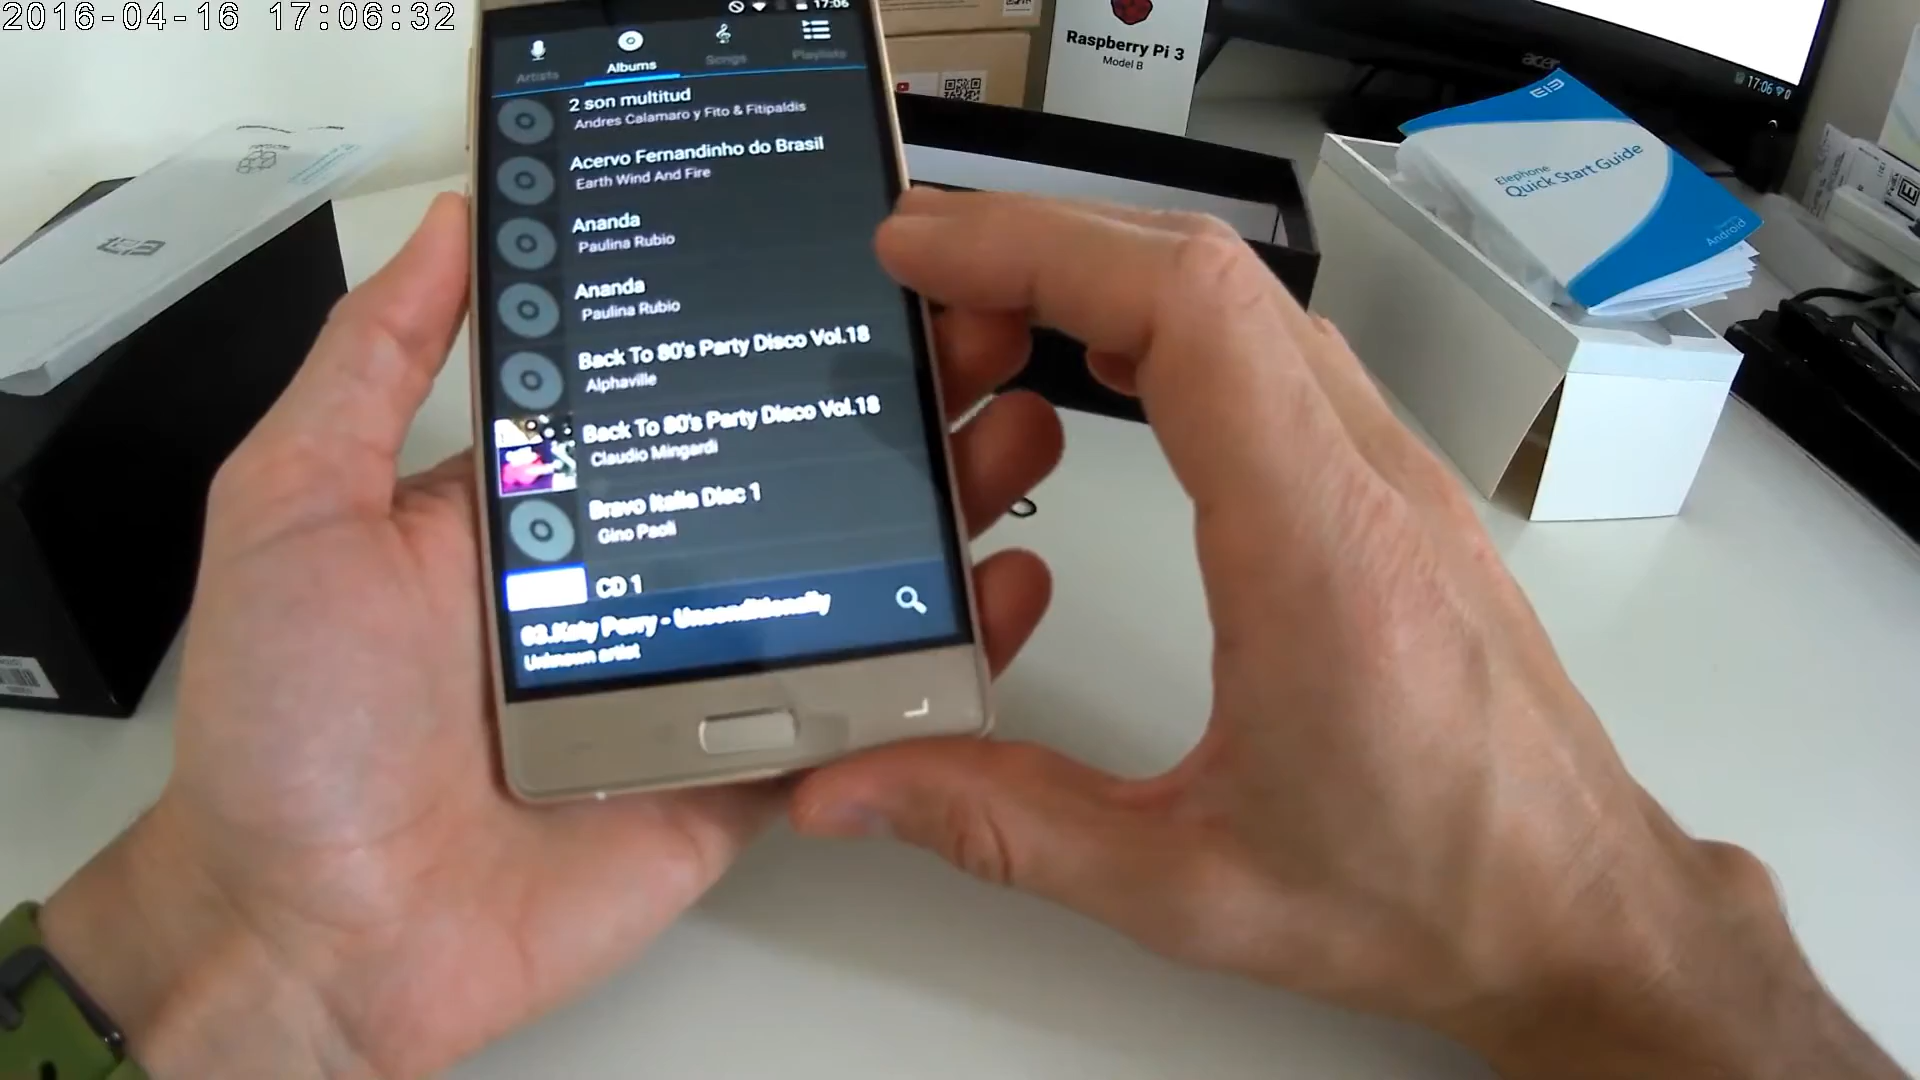 2016-04-16 17:06:32
17:06
Artists
Albums
Songs
Playlists
2 son multitud
Andres Calamaro y Fito & Fitipaldis
Acervo Fernandinho do Brasil
Earth Wind And Fire
Ananda
Paulina Rubio
Ananda
Paulina Rubio
Back To 80's Party Disco Vol.18
Alphaville
Back To 80's Party Disco Vol.18
Claudio Mingardi
Bravo Italia Disc 1
Gino Paoli
CD 1
03.Katy Perry - Unconditionally
Unknown artist
Raspberry Pi 3
Model B
acer
17:06
Elephone
Quick Start Guide
Android